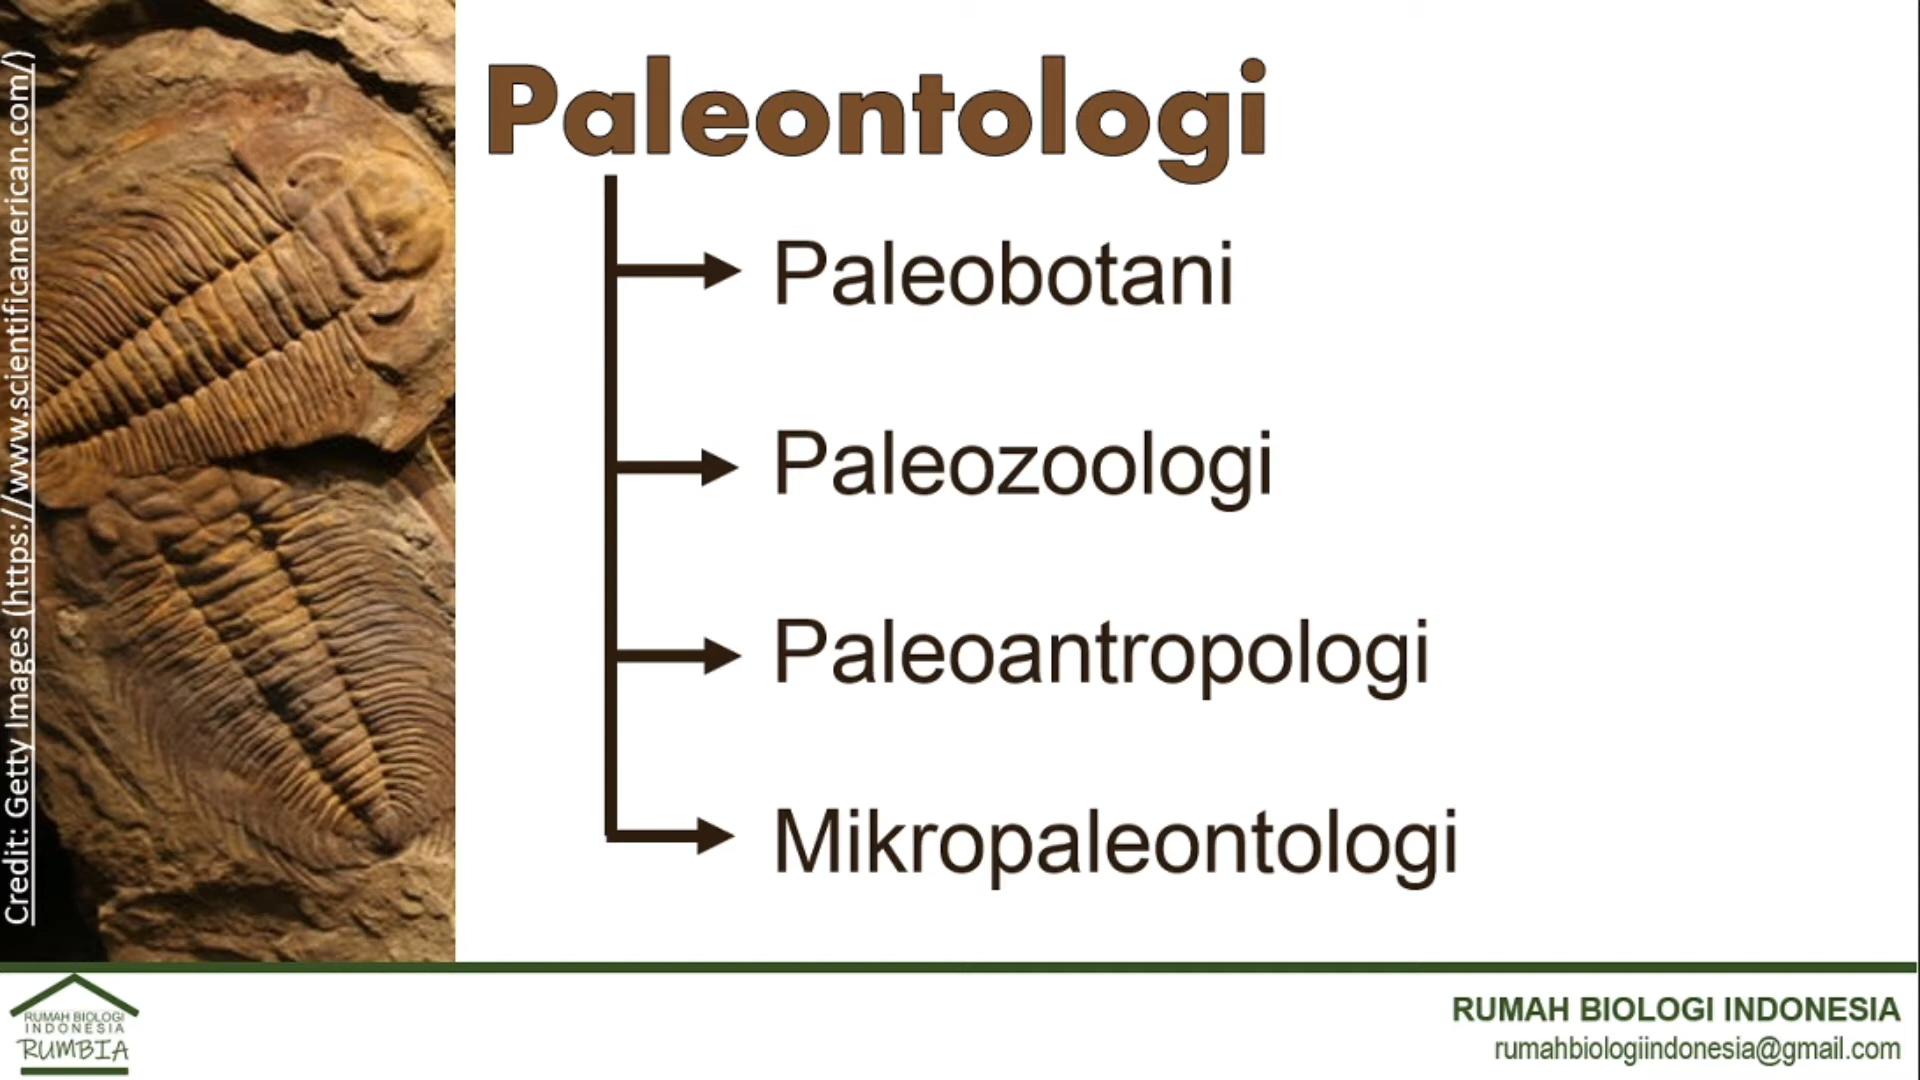 Credit: Getty Images (https://www.scientificamerican.com/)
Paleontologi
Paleobotani
Paleozoologi
Paleoantropologi
Mikropaleontologi
RUMAH BIOLOGI
INDONESIA
RUMBIA
RUMAH BIOLOGI INDONESIA
rumahbiologiindonesia@gmail.com